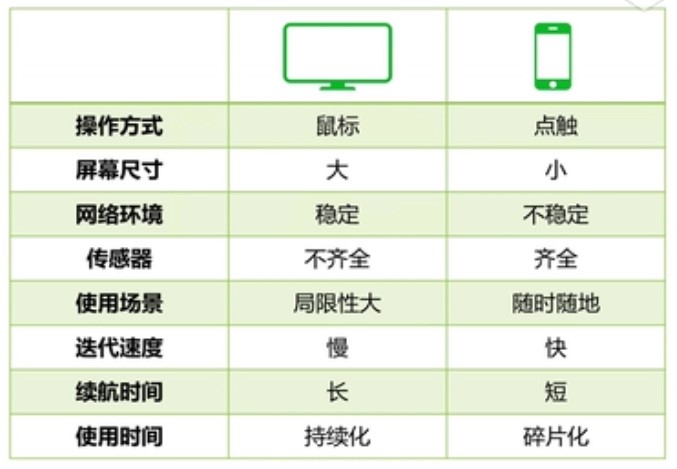 操作方式 鼠标 点触
屏幕尺寸 大 小
网络环境 稳定 不稳定
传感器 不齐全 齐全
使用场景 局限性大 随时随地
迭代速度 慢 快
续航时间 长 短
使用时间 持续化 碎片化